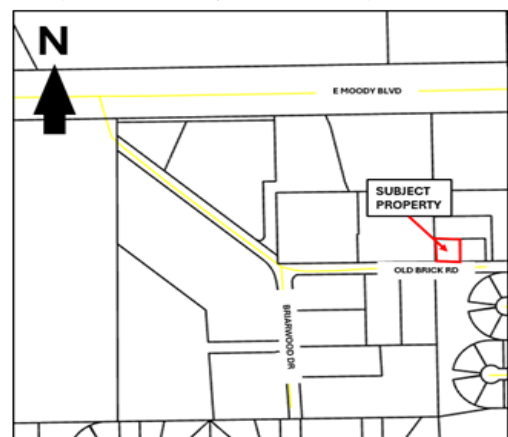 N
E MOODY BLVD
SUBJECT
PROPERTY
OLD BRICK RD
BRIARWOOD DR